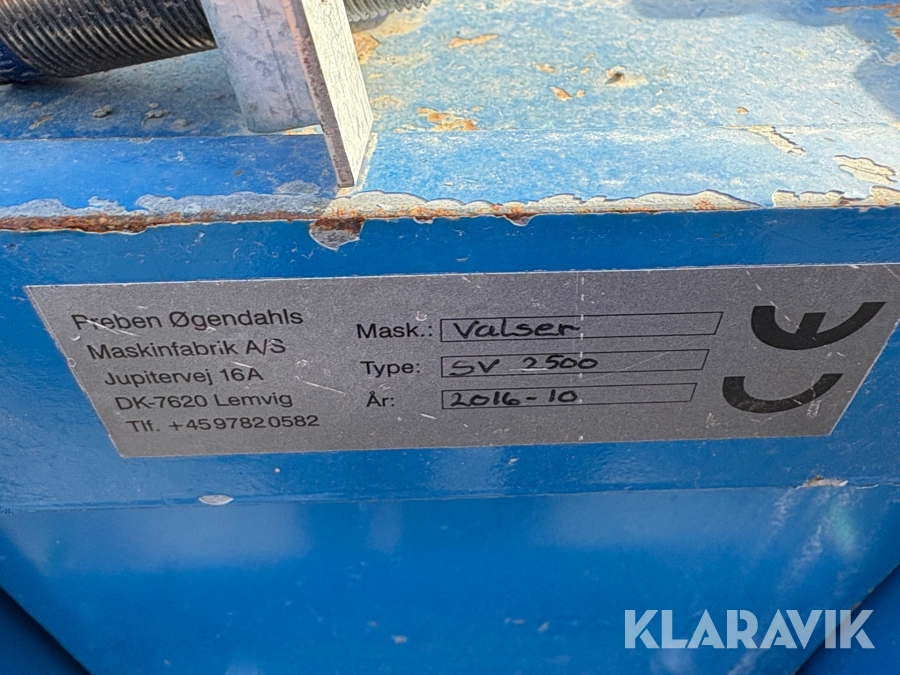 Preben Øgendahls
Maskinfabrik A/S
Jupitervej 16A
DK-7620 Lemvig
Tlf. +4597820582
Mask.: Valser
Type: SV 2500
År: 2016-10
CE
KLARAVIK